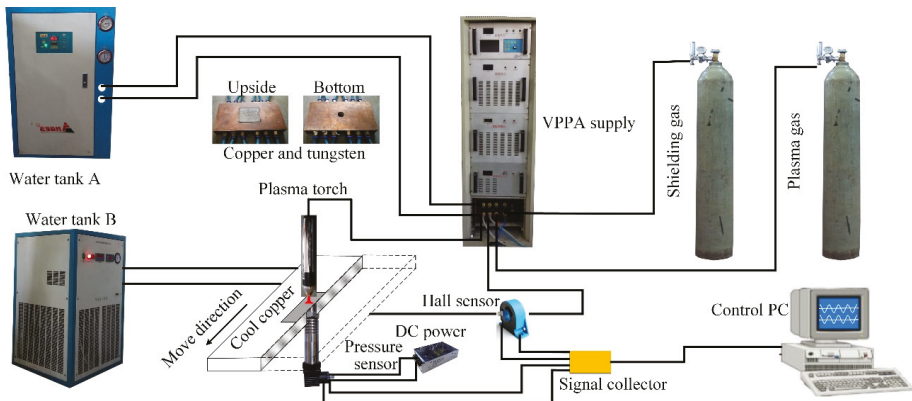 Upside
Bottom
Copper and tungsten
VPPA supply
Shielding gas
Plasma gas
Water tank A
Plasma torch
Water tank B
Move direction
Cool copper
Hall sensor
DC power
Pressure
sensor
Signal collector
Control PC